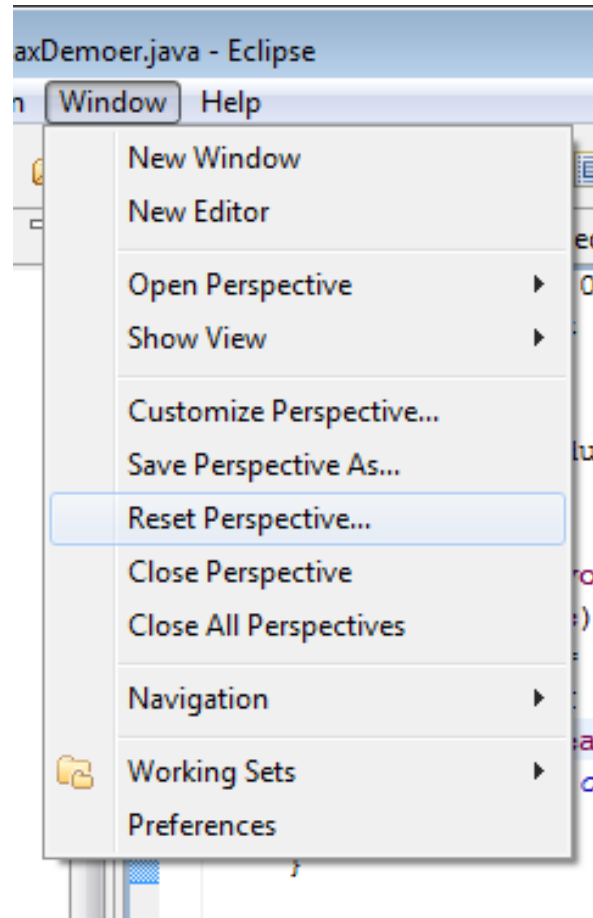 axDemoer.java - Eclipse
Window Help
New Window
New Editor
Open Perspective
Show View
Customize Perspective...
Save Perspective As...
Reset Perspective...
Close Perspective
Close All Perspectives
Navigation
Working Sets
Preferences
}